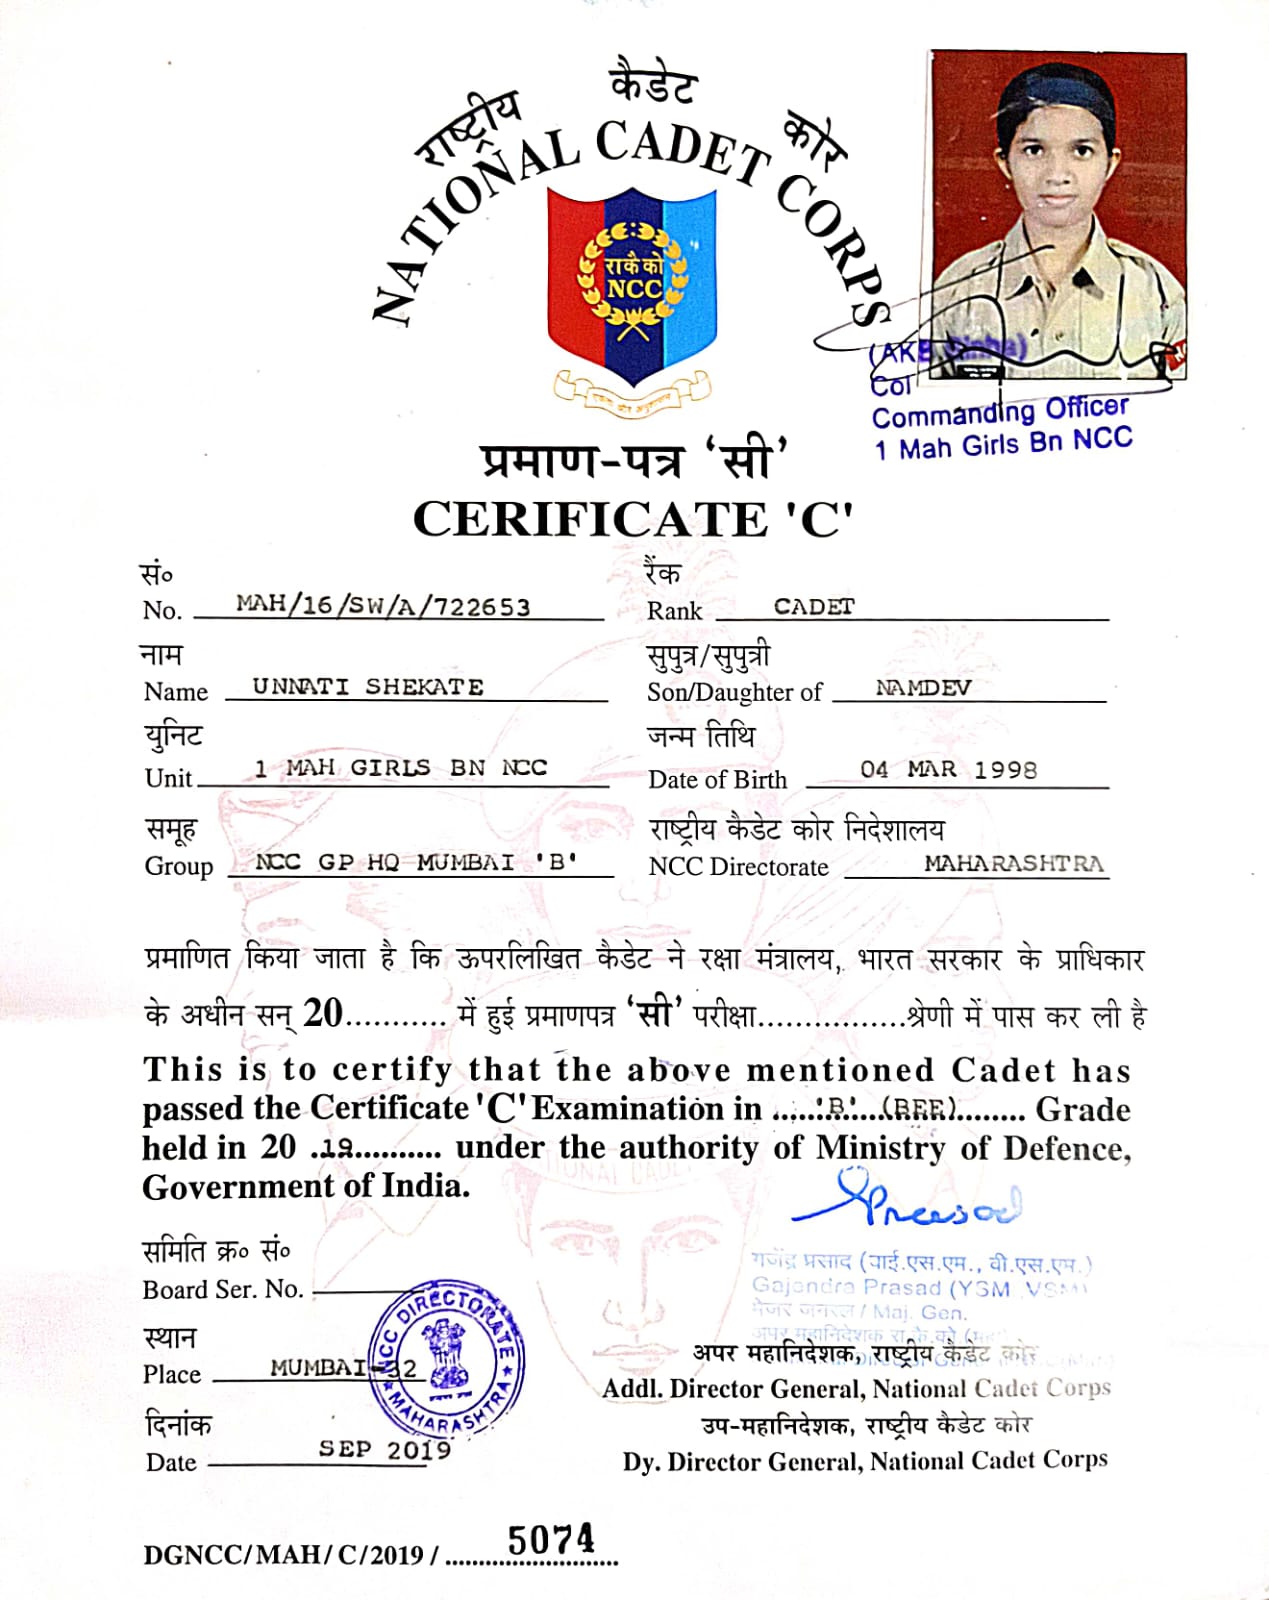 राष्ट्रीय कैडेट कोर
NATIONAL CADET CORPS
राकैको
NCC
एकता और अनुशासन
Col
Commanding Officer
1 Mah Girls Bn NCC
प्रमाण-पत्र ‘सी’
CERIFICATE 'C'
सं०
No. MAH/16/SW/A/722653
रैंक
Rank CADET
नाम
Name UNNATI SHEKATE
सुपुत्र/सुपुत्री
Son/Daughter of NAMDEV
युनिट
Unit 1 MAH GIRLS BN NCC
जन्म तिथि
Date of Birth 04 MAR 1998
समूह
Group NCC GP HQ MUMBAI 'B'
राष्ट्रीय कैडेट कोर निदेशालय
NCC Directorate MAHARASHTRA
प्रमाणित किया जाता है कि ऊपरलिखित कैडेट ने रक्षा मंत्रालय, भारत सरकार के प्राधिकार
के अधीन सन् 20........... में हुई प्रमाणपत्र ‘सी’ परीक्षा................श्रेणी में पास कर ली है
This is to certify that the above mentioned Cadet has
passed the Certificate 'C' Examination in .....'B'...(BEE)........ Grade
held in 20 .19.......... under the authority of Ministry of Defence,
Government of India.
Prasad
गजेंद्र प्रसाद (वाई.एस.एम., वी.एस.एम.)
Gajendra Prasad (YSM, VSM)
मेजर जनरल / Maj. Gen.
समिति क्र० सं०
Board Ser. No.
स्थान
Place MUMBAI-32
दिनांक
Date SEP 2019
NCC DIRECTORATE
MAHARASHTRA
अपर महानिदेशक, राष्ट्रीय कैडेट कोर
Addl. Director General, National Cadet Corps
उप-महानिदेशक, राष्ट्रीय कैडेट कोर
Dy. Director General, National Cadet Corps
DGNCC/MAH/C/2019/ 5074